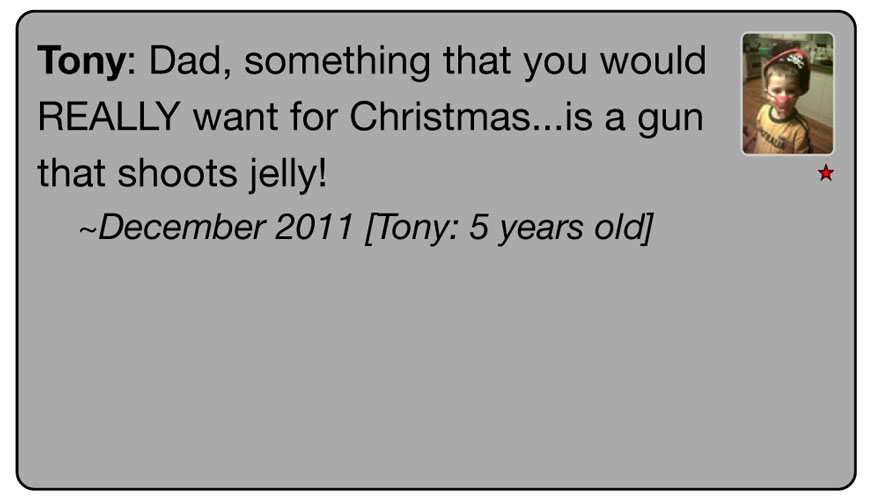 Tony: Dad, something that you would
REALLY want for Christmas...is a gun
that shoots jelly!
~December 2011 [Tony: 5 years old]